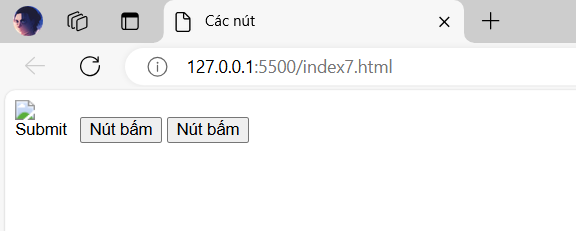 Các nút
127.0.0.1:5500/index7.html
Submit Nút bấm Nút bấm